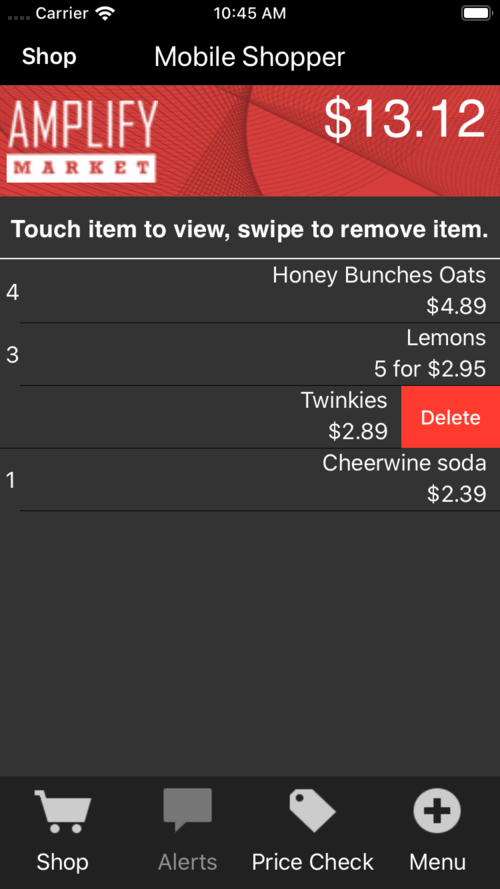 Carrier 10:45 AM
Shop Mobile Shopper
AMPLIFY
MARKET
$13.12
Touch item to view, swipe to remove item.
4 Honey Bunches Oats
$4.89
3 Lemons
5 for $2.95
Twinkies
$2.89
Delete
1 Cheerwine soda
$2.39
Shop Alerts Price Check Menu